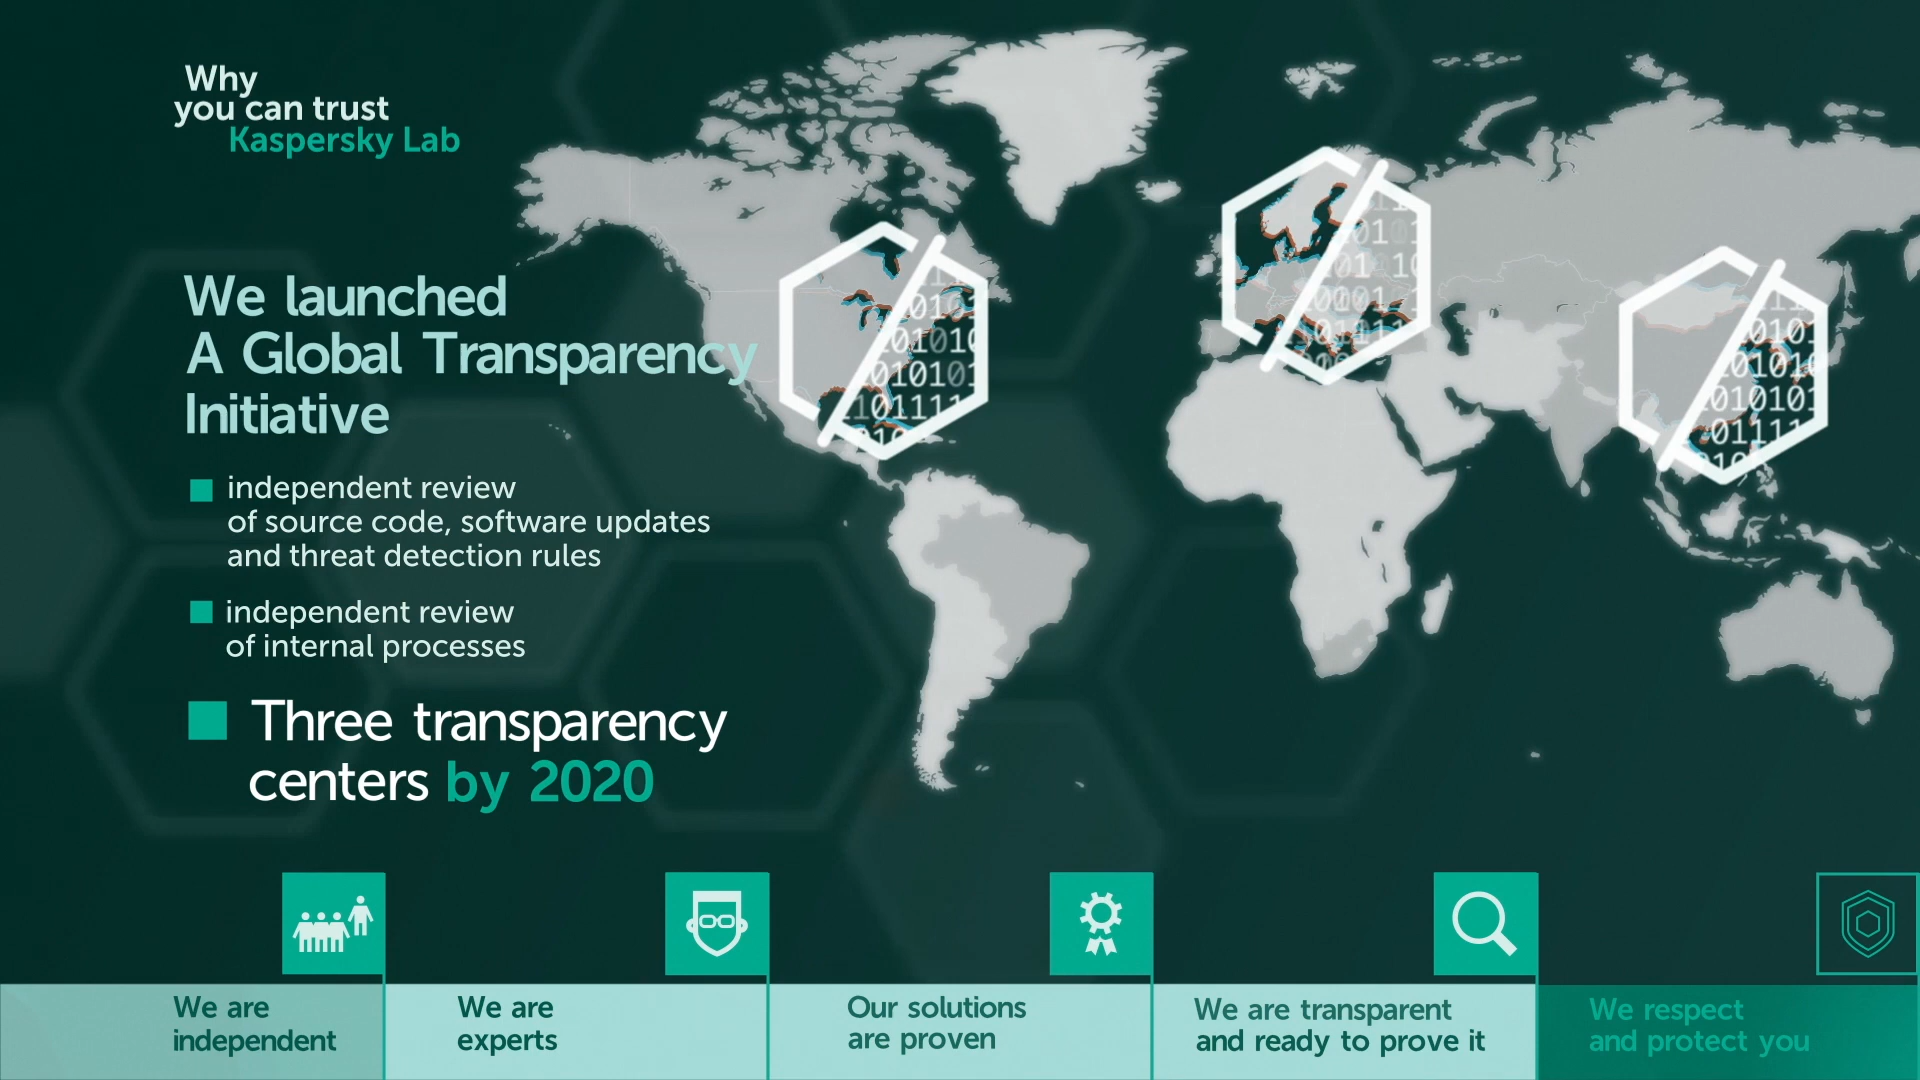 Why
you can trust
Kaspersky Lab
We launched
A Global Transparency
Initiative
independent review
of source code, software updates
and threat detection rules
independent review
of internal processes
Three transparency
centers by 2020
We are
independent
We are
experts
Our solutions
are proven
We are transparent
and ready to prove it
We respect
and protect you